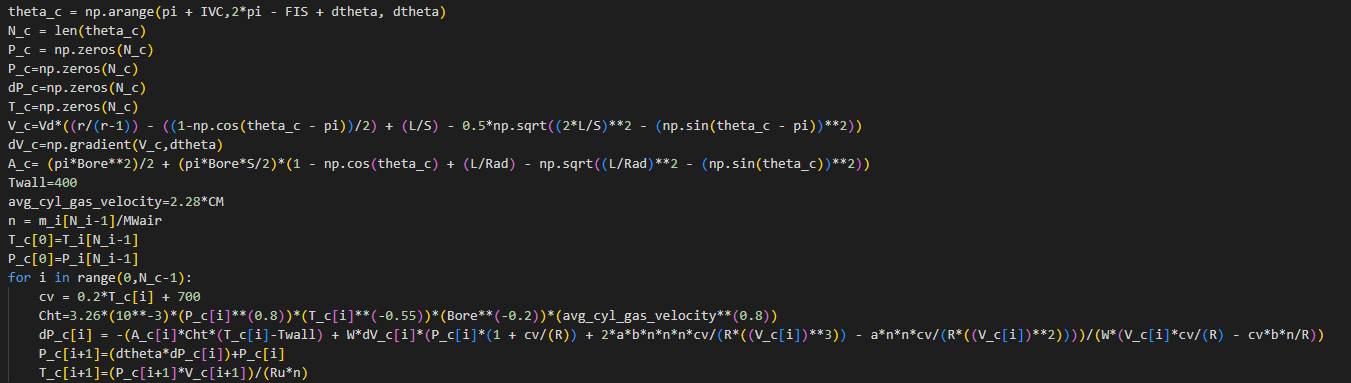 theta_c = np.arange(pi + IVC,2*pi - FIS + dtheta, dtheta)
N_c = len(theta_c)
P_c = np.zeros(N_c)
P_c=np.zeros(N_c)
dP_c=np.zeros(N_c)
T_c=np.zeros(N_c)
V_c=Vd*((r/(r-1)) - ((1-np.cos(theta_c - pi))/2) + (L/S) - 0.5*np.sqrt((2*L/S)**2 - (np.sin(theta_c - pi))**2))
dV_c=np.gradient(V_c,dtheta)
A_c= (pi*Bore**2)/2 + (pi*Bore*S/2)*(1 - np.cos(theta_c) + (L/Rad) - np.sqrt((L/Rad)**2 - (np.sin(theta_c))**2))
Twall=400
avg_cyl_gas_velocity=2.28*CM
n = m_i[N_i-1]/MWair
T_c[0]=T_i[N_i-1]
P_c[0]=P_i[N_i-1]
for i in range(0,N_c-1):
    cv = 0.2*T_c[i] + 700
    Cht=3.26*(10**-3)*(P_c[i]**(0.8))*(T_c[i]**(-0.55))*(Bore**(-0.2))*(avg_cyl_gas_velocity**(0.8))
    dP_c[i] = -(A_c[i]*Cht*(T_c[i]-Twall) + W*dV_c[i]*(P_c[i]*(1 + cv/(R)) + 2*a*b*n*n*n*cv/(R*((V_c[i])**3)) - a*n*n*cv/(R*((V_c[i])**2))))/(W*(V_c[i]*cv/(R) - cv*b*n/R))
    P_c[i+1]=(dtheta*dP_c[i])+P_c[i]
    T_c[i+1]=(P_c[i+1]*V_c[i+1])/(Ru*n)